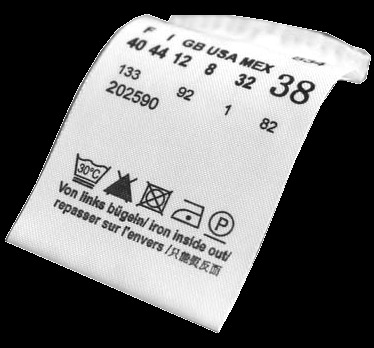 F I GB USA MEX
40 44 12 8 32 38
133 92 1 82
202590
30°C P
Von links bügeln/ iron inside out/
repasser sur l'envers /只能熨反面